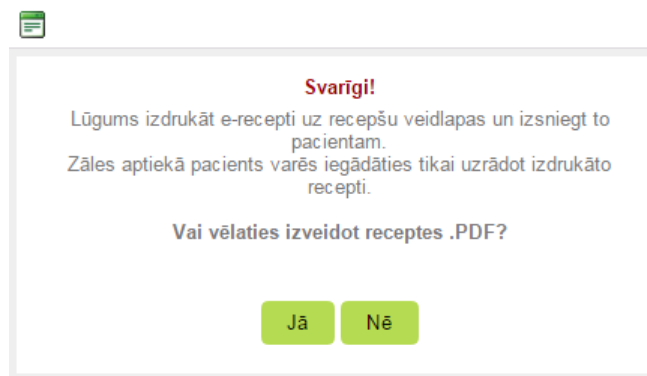 Svarīgi!
Lūgums izdrukāt e-recepti uz recepšu veidlapas un izsniegt to
pacientam.
Zāles aptiekā pacients varēs iegādāties tikai uzrādot izdrukāto
recepti.
Vai vēlaties izveidot receptes .PDF?
Jā Nē